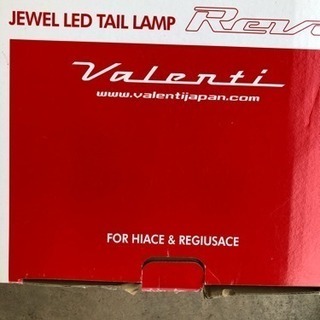 JEWEL LED TAIL LAMP
Valenti
www.valentijapan.com
FOR HIACE & REGIUSACE